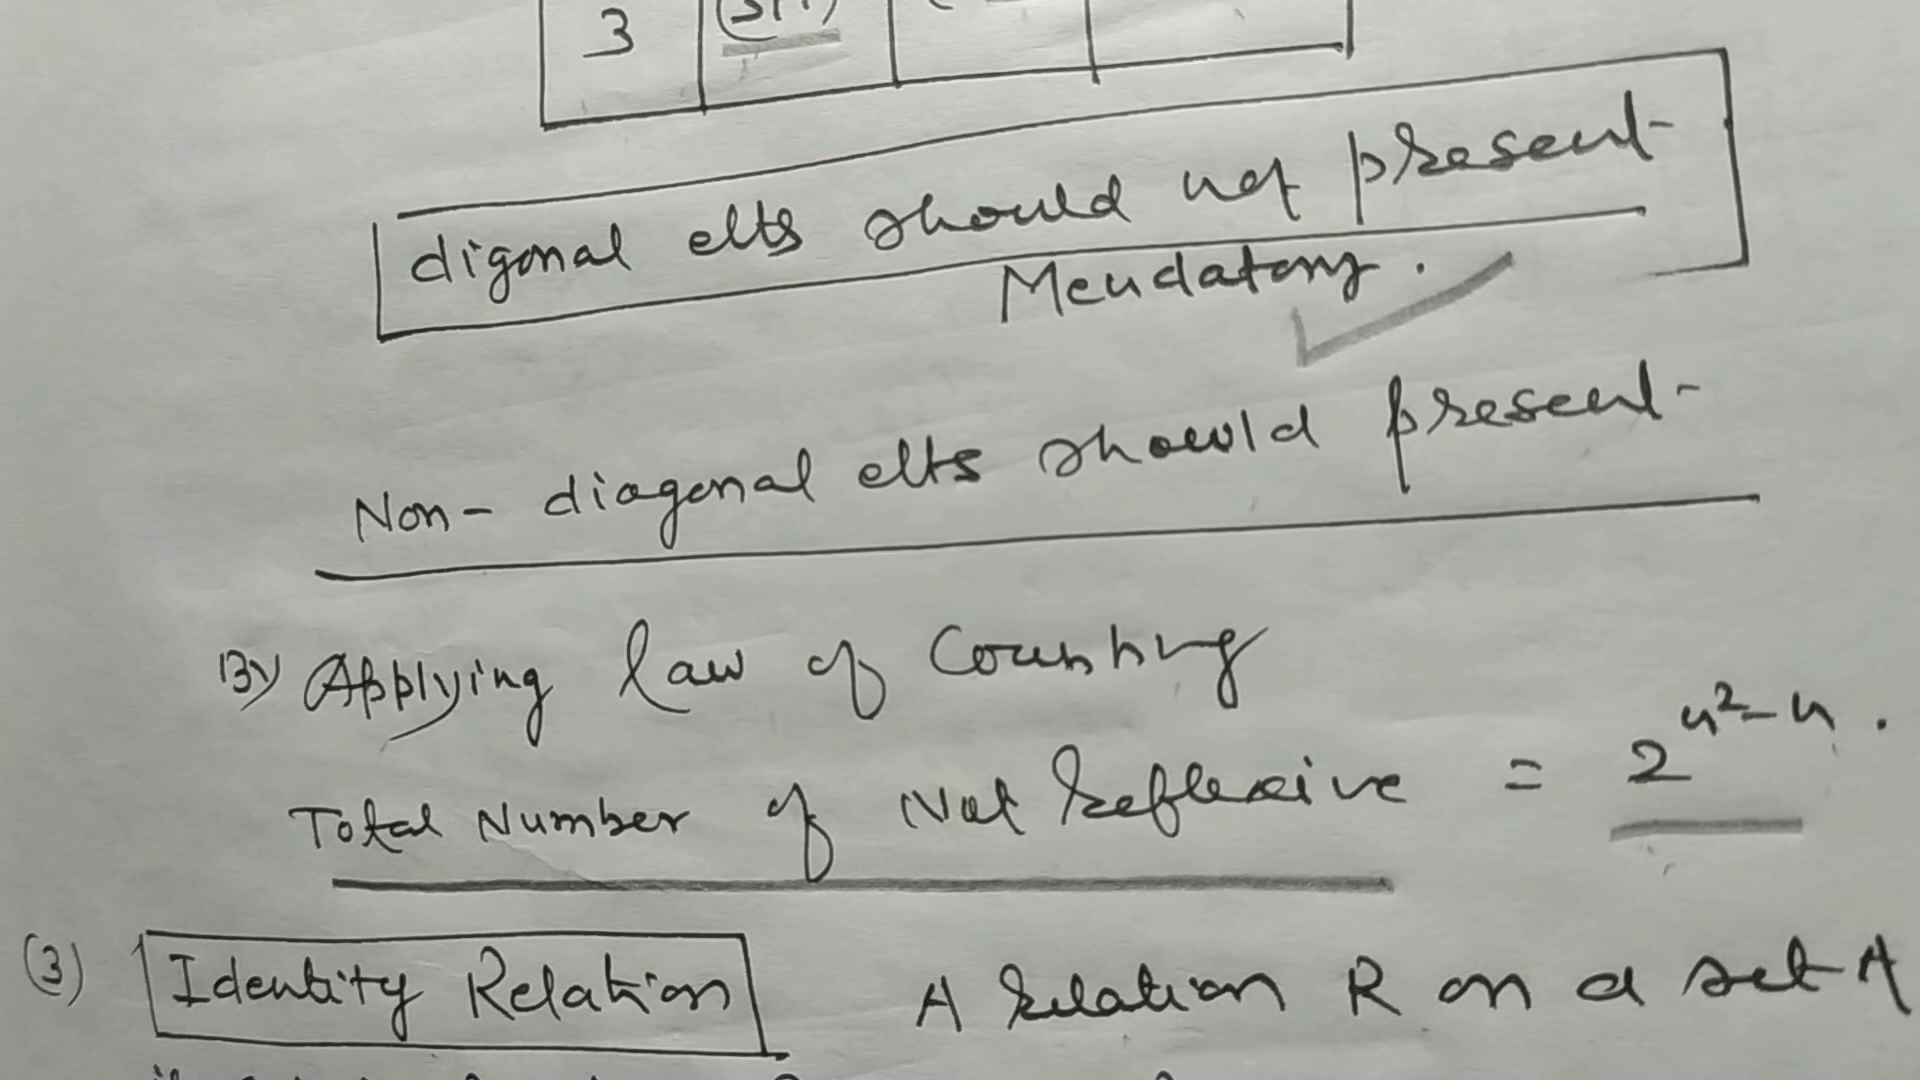 3
digonal elts should not present
Mendatory.
Non-diagonal elts should present
By Applying law of Counting
Total Number of Not Reflexive = 2^{n²-n}.
(3) Identity Relation A Relation R on a set A